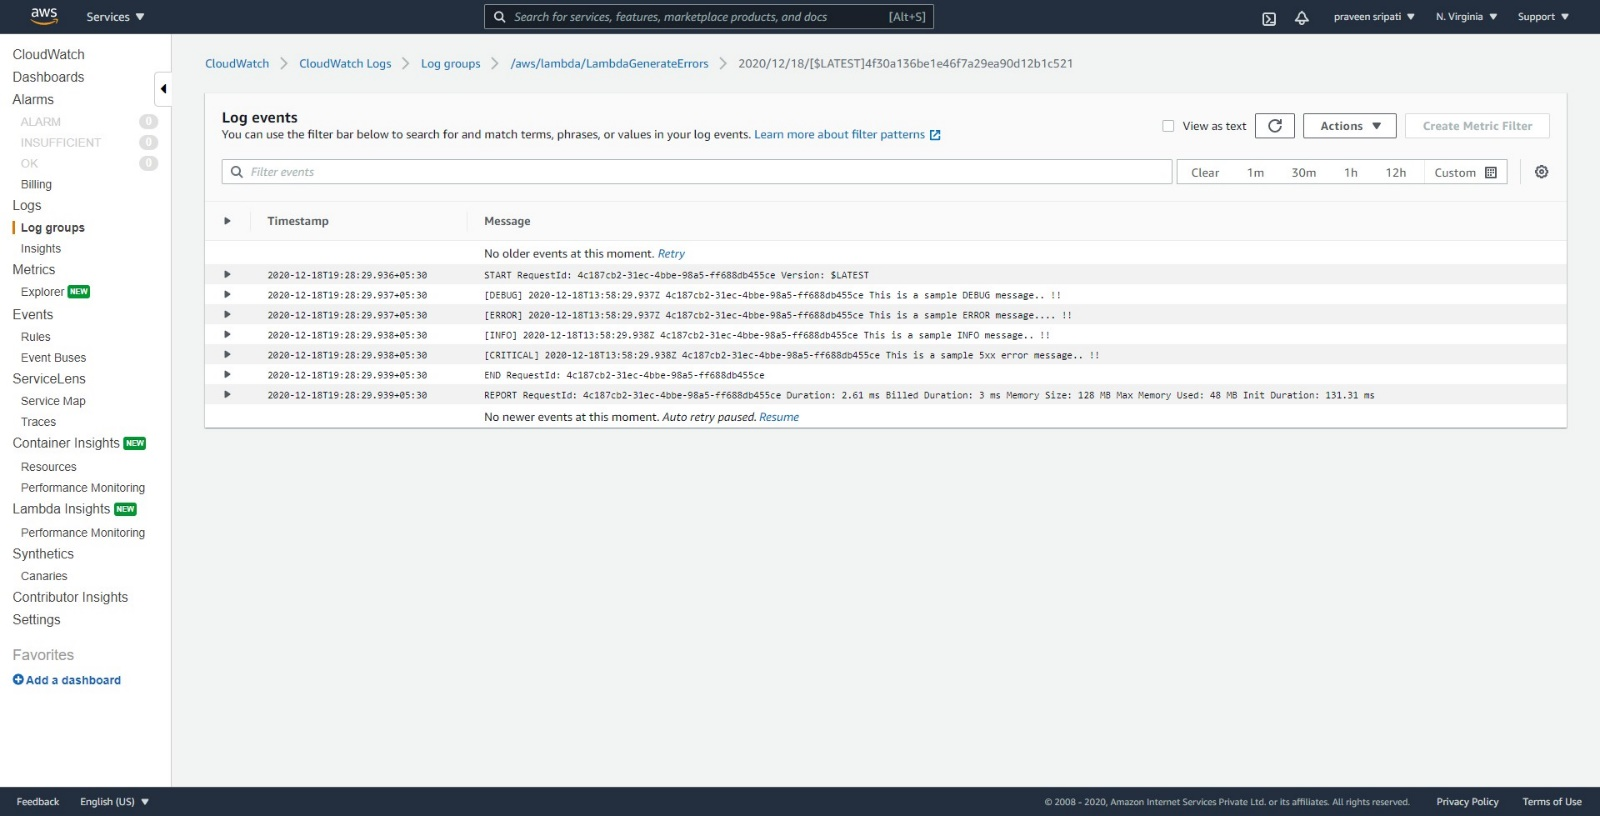 aws Services ▼ Search for services, features, marketplace products, and docs [Alt+S] praveen sripati ▼ N. Virginia ▼ Support ▼
CloudWatch
Dashboards
Alarms
ALARM 0
INSUFFICIENT 0
OK 0
Billing
Logs
Log groups
Insights
Metrics
Explorer NEW
Events
Rules
Event Buses
ServiceLens
Service Map
Traces
Container Insights NEW
Resources
Performance Monitoring
Lambda Insights NEW
Performance Monitoring
Synthetics
Canaries
Contributor Insights
Settings
Favorites
Add a dashboard
CloudWatch > CloudWatch Logs > Log groups > /aws/lambda/LambdaGenerateErrors > 2020/12/18/[$LATEST]4f30a136be1e46f7a29ea90d12b1c521
Log events
You can use the filter bar below to search for and match terms, phrases, or values in your log events. Learn more about filter patterns
View as text Actions ▼ Create Metric Filter
Filter events Clear 1m 30m 1h 12h Custom
Timestamp Message
No older events at this moment. Retry
2020-12-18T19:28:29.936+05:30 START RequestId: 4c187cb2-31ec-4bbe-98a5-ff688db455ce Version: $LATEST
2020-12-18T19:28:29.937+05:30 [DEBUG] 2020-12-18T13:58:29.937Z 4c187cb2-31ec-4bbe-98a5-ff688db455ce This is a sample DEBUG message.. !!
2020-12-18T19:28:29.937+05:30 [ERROR] 2020-12-18T13:58:29.937Z 4c187cb2-31ec-4bbe-98a5-ff688db455ce This is a sample ERROR message.... !!
2020-12-18T19:28:29.938+05:30 [INFO] 2020-12-18T13:58:29.938Z 4c187cb2-31ec-4bbe-98a5-ff688db455ce This is a sample INFO message.. !!
2020-12-18T19:28:29.938+05:30 [CRITICAL] 2020-12-18T13:58:29.938Z 4c187cb2-31ec-4bbe-98a5-ff688db455ce This is a sample 5xx error message.. !!
2020-12-18T19:28:29.939+05:30 END RequestId: 4c187cb2-31ec-4bbe-98a5-ff688db455ce
2020-12-18T19:28:29.939+05:30 REPORT RequestId: 4c187cb2-31ec-4bbe-98a5-ff688db455ce Duration: 2.61 ms Billed Duration: 3 ms Memory Size: 128 MB Max Memory Used: 48 MB Init Duration: 131.31 ms
No newer events at this moment. Auto retry paused. Resume
Feedback English (US) ▼ © 2008 - 2020, Amazon Internet Services Private Ltd. or its affiliates. All rights reserved. Privacy Policy Terms of Use